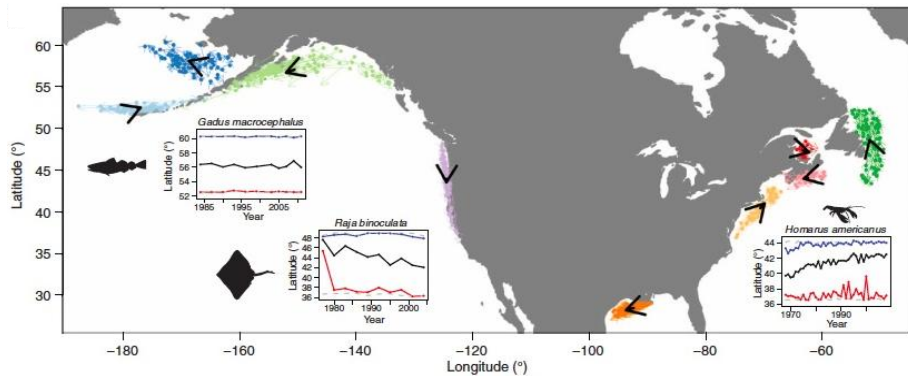 60
55
50
45
40
35
30
Latitude (°)
Gadus macrocephalus
60
58
56
54
52
Latitude (°)
1985 1995 2005
Year
Raja binoculata
48
46
44
42
40
38
36
Latitude (°)
1980 1990 2000
Year
Homarus americanus
44
41
38
36
Latitude (°)
1970 1990
Year
−180 −160 −140 −120 −100 −80 −60
Longitude (°)